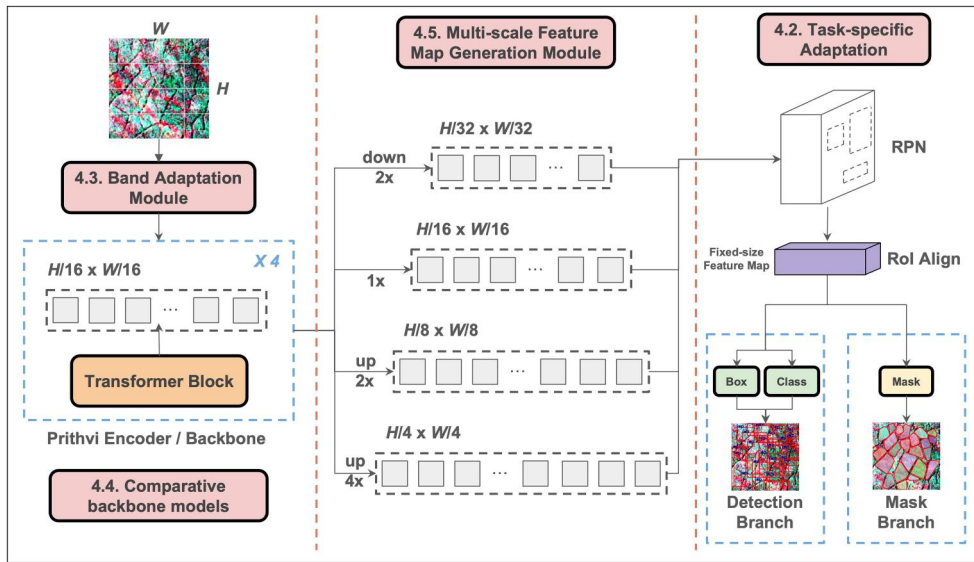 W
H
4.3. Band Adaptation
Module
X 4
H/16 x W/16
...
Transformer Block
Prithvi Encoder / Backbone
4.4. Comparative
backbone models
4.5. Multi-scale Feature
Map Generation Module
H/32 x W/32
down
2x
...
H/16 x W/16
1x
...
H/8 x W/8
up
2x
...
H/4 x W/4
up
4x
...
4.2. Task-specific
Adaptation
RPN
Fixed-size
Feature Map
RoI Align
Box
Class
Mask
Detection
Branch
Mask
Branch